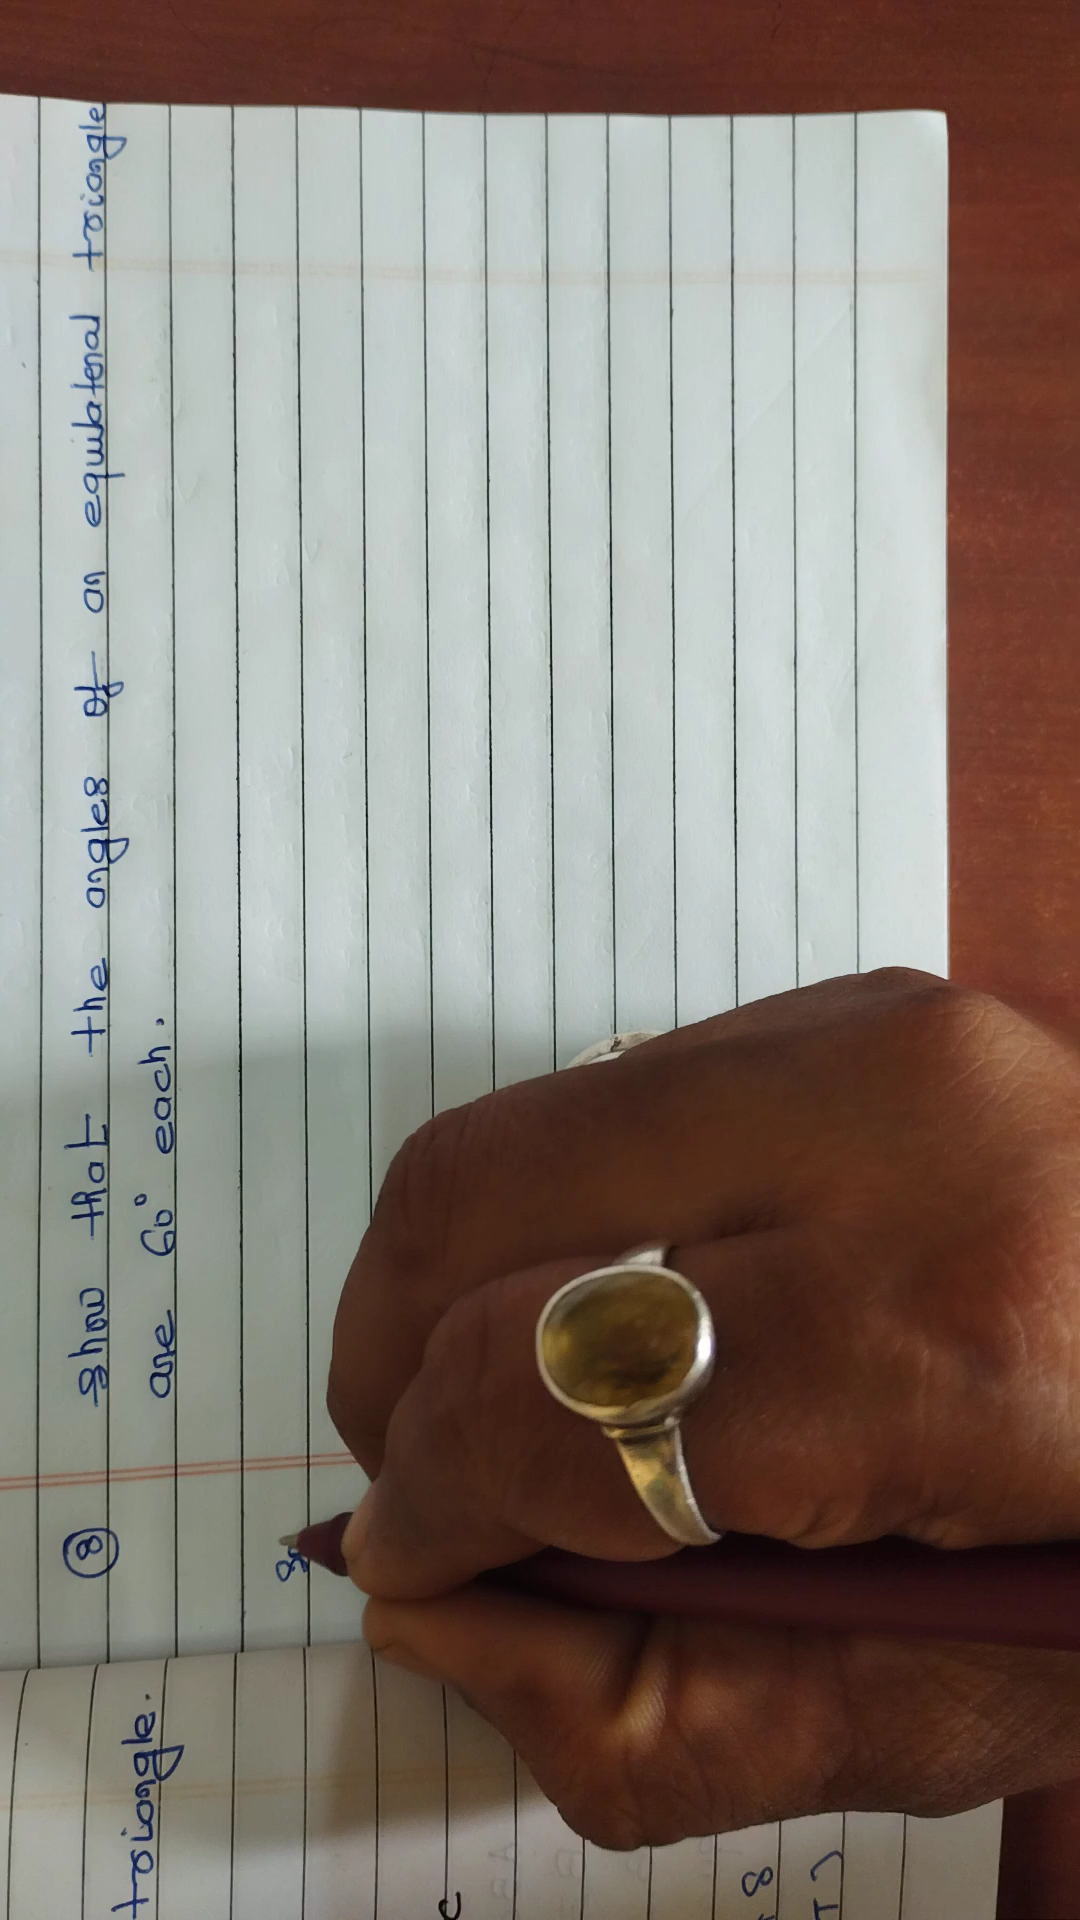 8 Show that the angles of an equilateral triangle
are 60° each.
triangle.